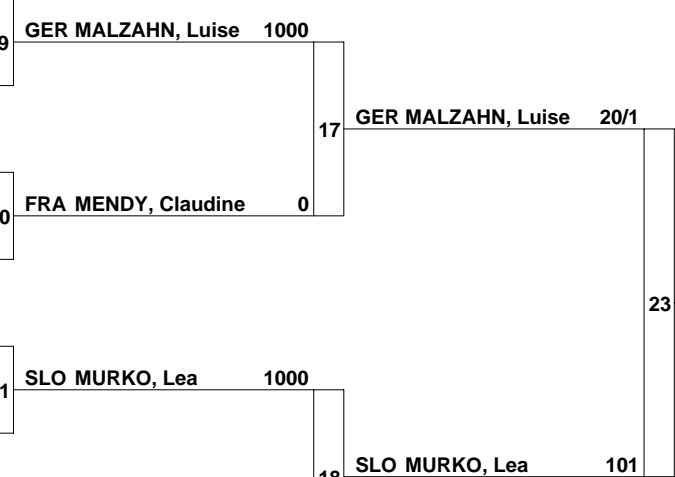 GER MALZAHN, Luise 1000
9
17
GER MALZAHN, Luise 20/1
FRA MENDY, Claudine 0
0
23
SLO MURKO, Lea 1000
1
18
SLO MURKO, Lea 101